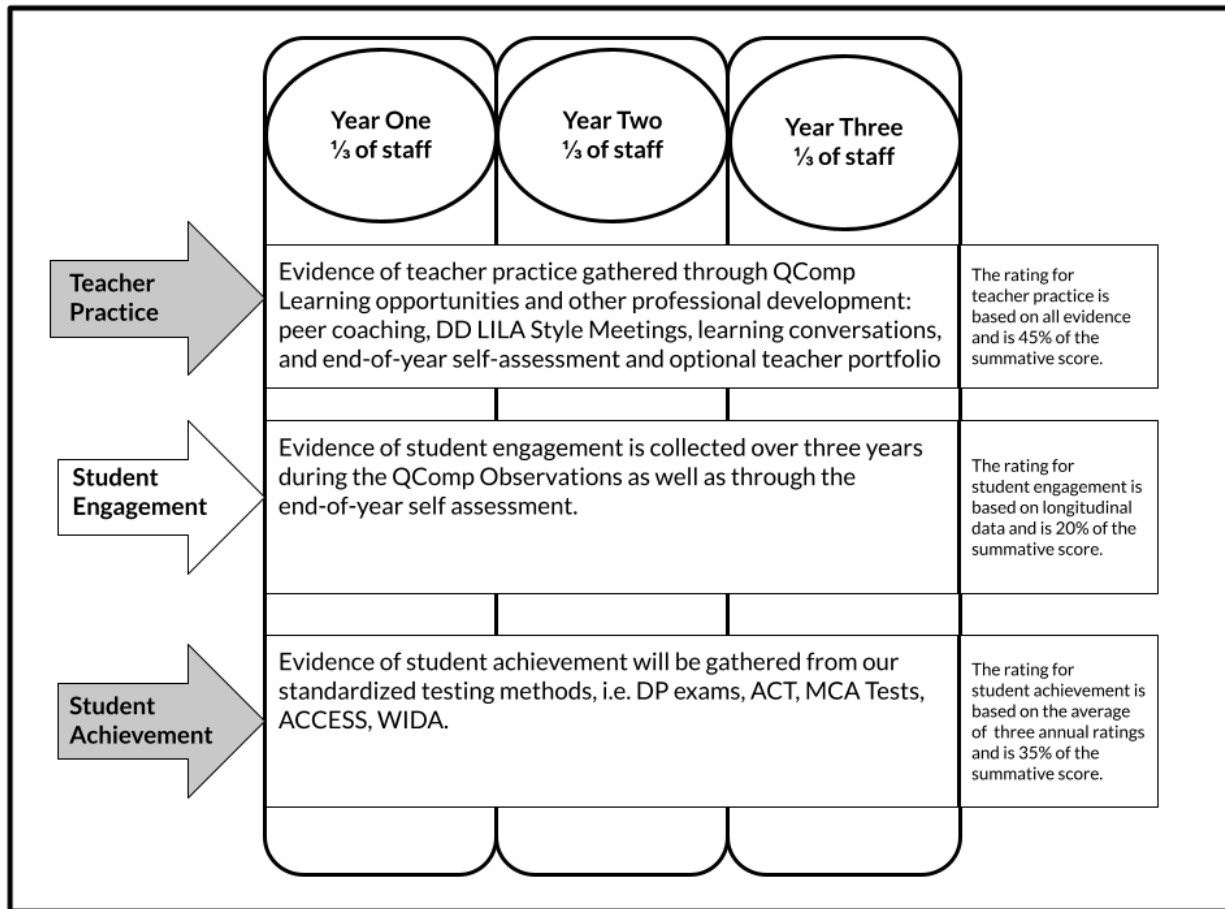 Year One
⅓ of staff
Year Two
⅓ of staff
Year Three
⅓ of staff
Teacher
Practice
Evidence of teacher practice gathered through QComp
Learning opportunities and other professional development:
peer coaching, DD LILA Style Meetings, learning conversations,
and end-of-year self-assessment and optional teacher portfolio
The rating for
teacher practice is
based on all evidence
and is 45% of the
summative score.
Student
Engagement
Evidence of student engagement is collected over three years
during the QComp Observations as well as through the
end-of-year self assessment.
The rating for
student engagement is
based on longitudinal
data and is 20% of the
summative score.
Student
Achievement
Evidence of student achievement will be gathered from our
standardized testing methods, i.e. DP exams, ACT, MCA Tests,
ACCESS, WIDA.
The rating for
student achievement is
based on the average
of three annual ratings
and is 35% of the
summative score.